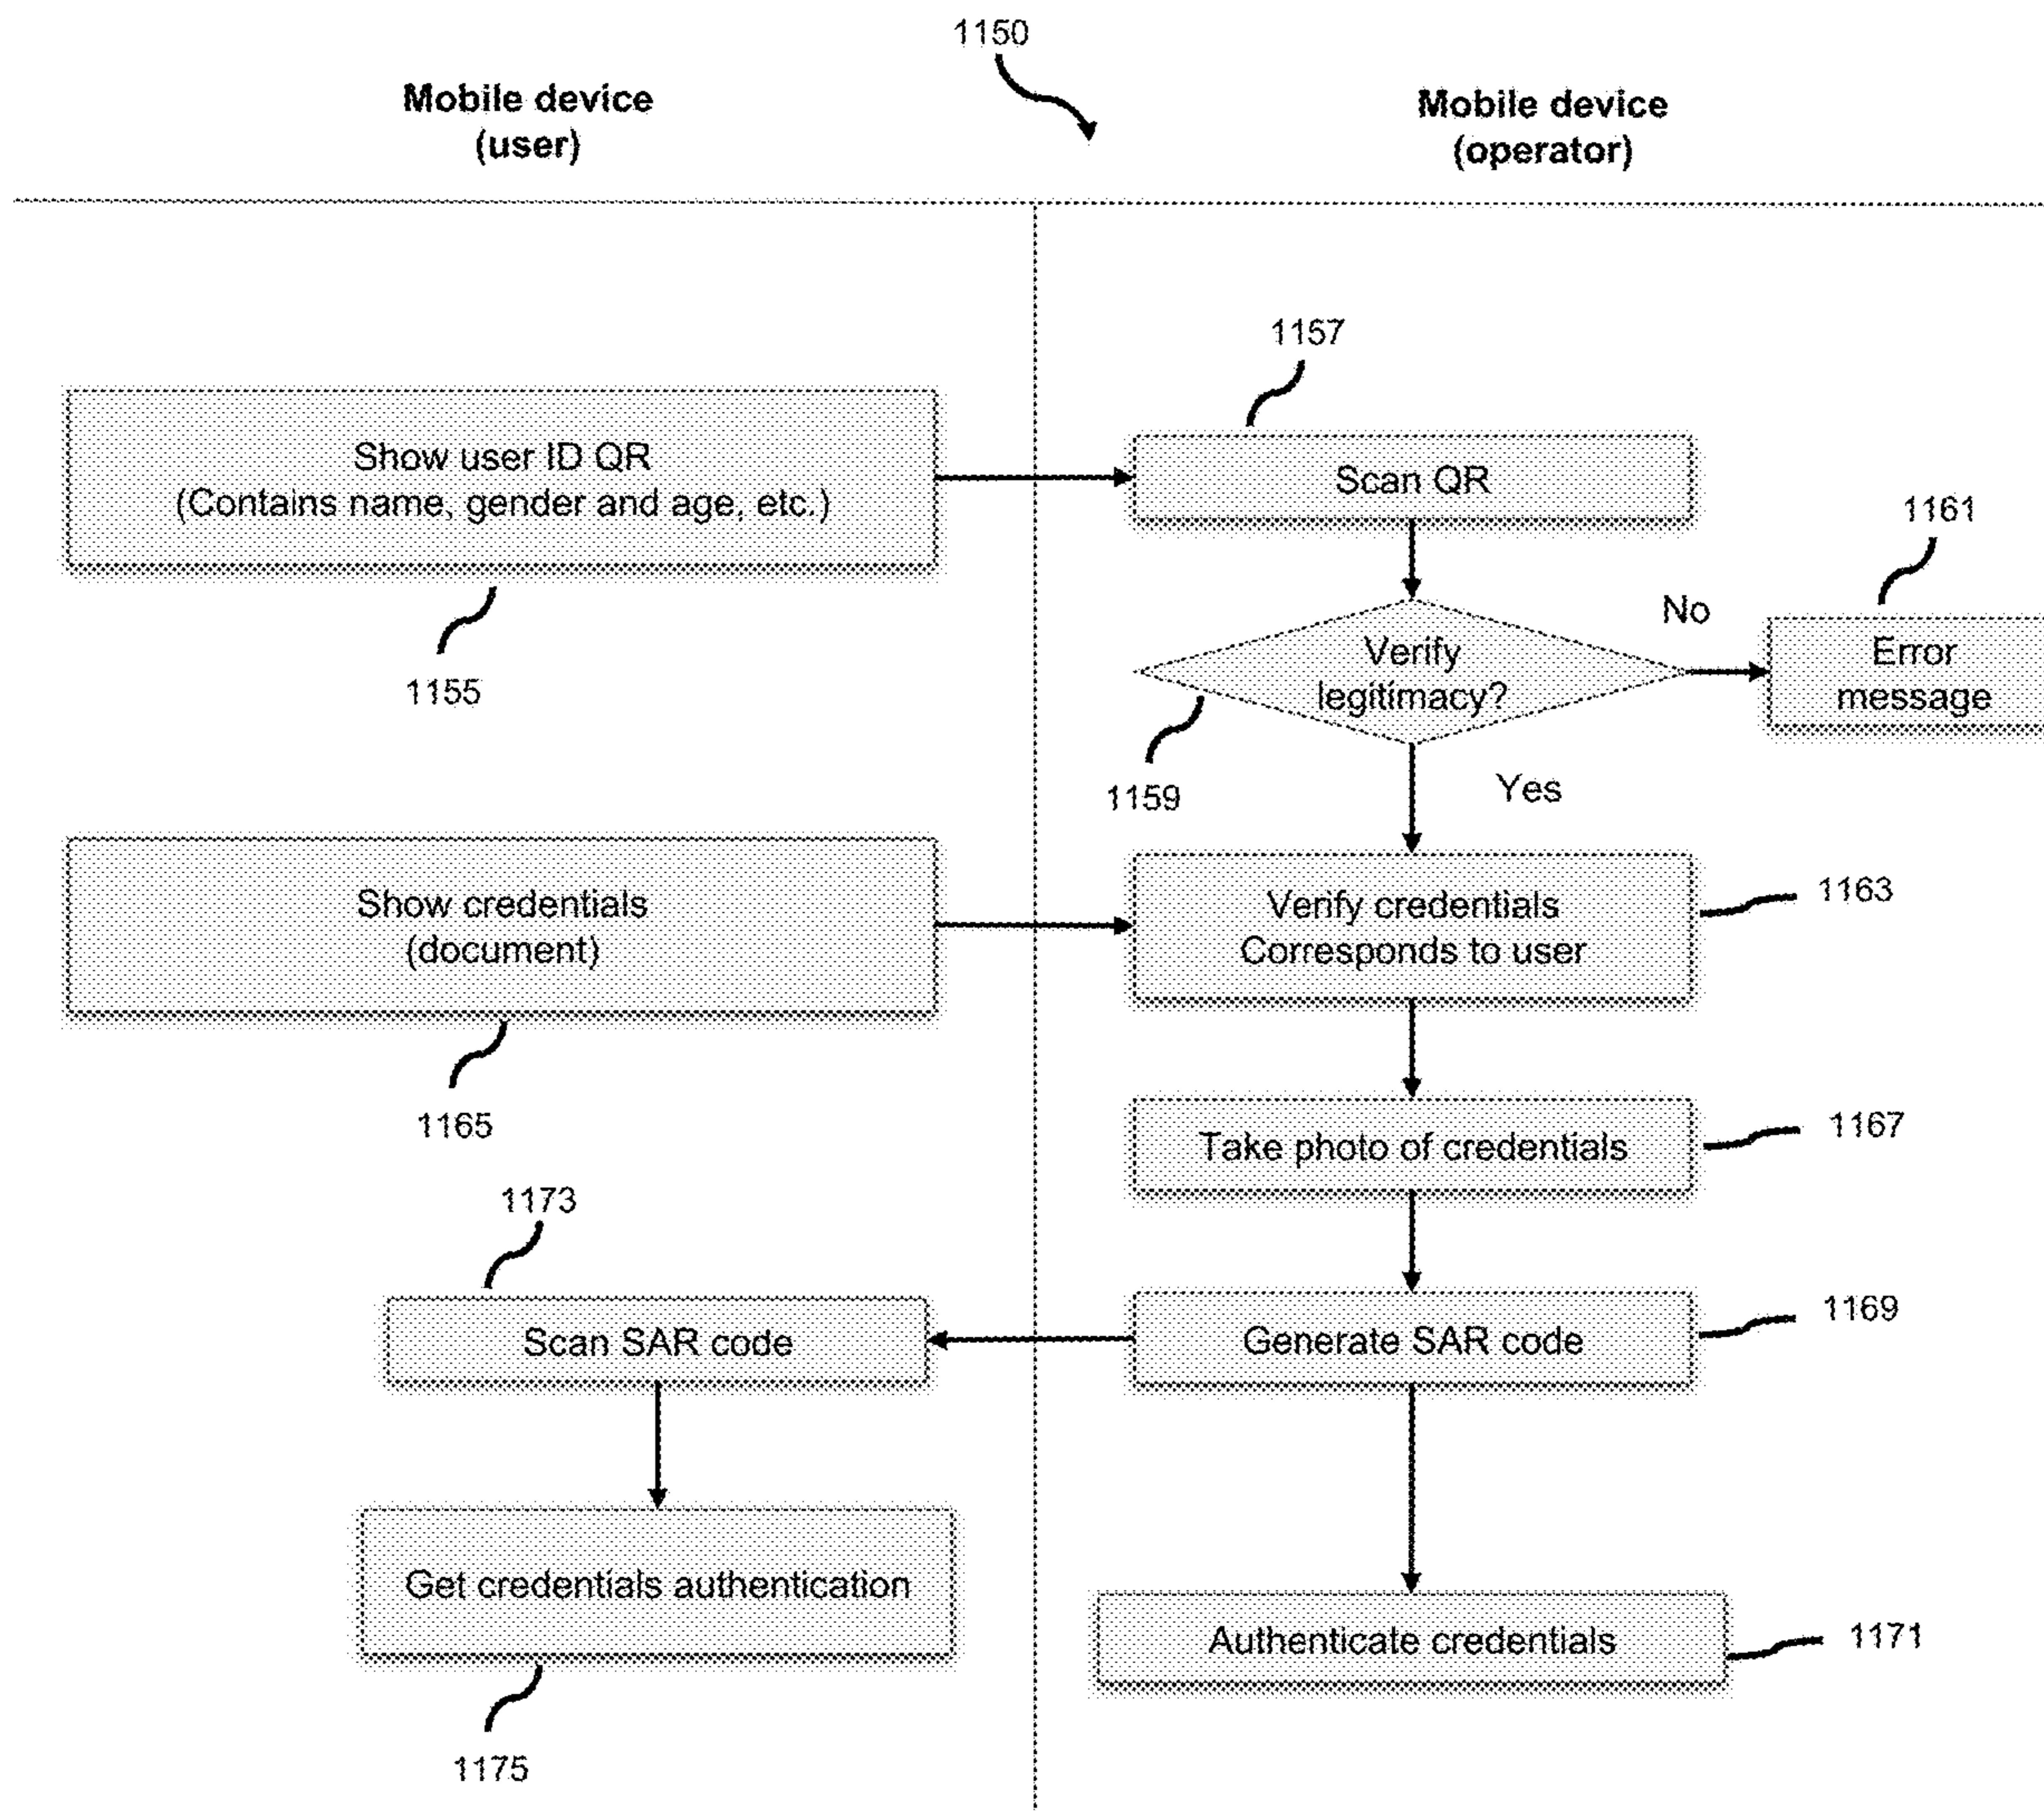 1150
Mobile device
(user)
Mobile device
(operator)
1157
Show user ID QR
(Contains name, gender and age, etc.)
Scan QR
1161
1155
No
Verify
legitimacy?
Error
message
1159
Yes
Show credentials
(document)
Verify credentials
Corresponds to user
1163
1165
Take photo of credentials
1167
1173
Scan SAR code
Generate SAR code
1169
Get credentials authentication
Authenticate credentials
1171
1175